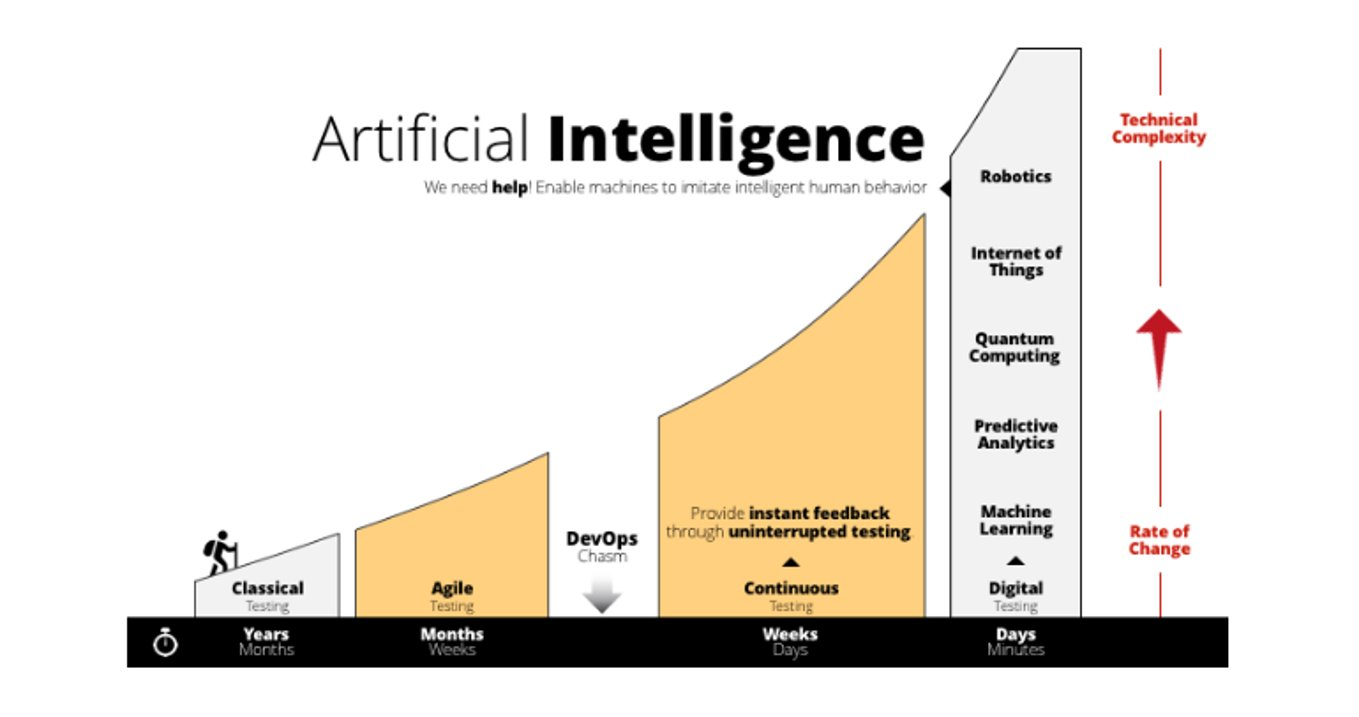 Artificial Intelligence
We need help! Enable machines to imitate intelligent human behavior
Technical
Complexity
Robotics
Internet of
Things
Quantum
Computing
Predictive
Analytics
Machine
Learning
Rate of
Change
Provide instant feedback
through uninterrupted testing.
DevOps
Chasm
Classical
Testing
Agile
Testing
Continuous
Testing
Digital
Testing
Years
Months
Months
Weeks
Weeks
Days
Days
Minutes